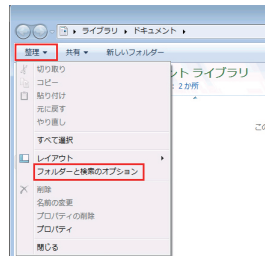 ライブラリ ▸ ドキュメント ▸
整理 ▼ 共有 ▼ 新しいフォルダー
切り取り
コピー
貼り付け
元に戻す
やり直し
すべて選択
レイアウト
フォルダーと検索のオプション
削除
名前の変更
プロパティの削除
プロパティ
閉じる
ント ライブラリ
: 2 か所
この